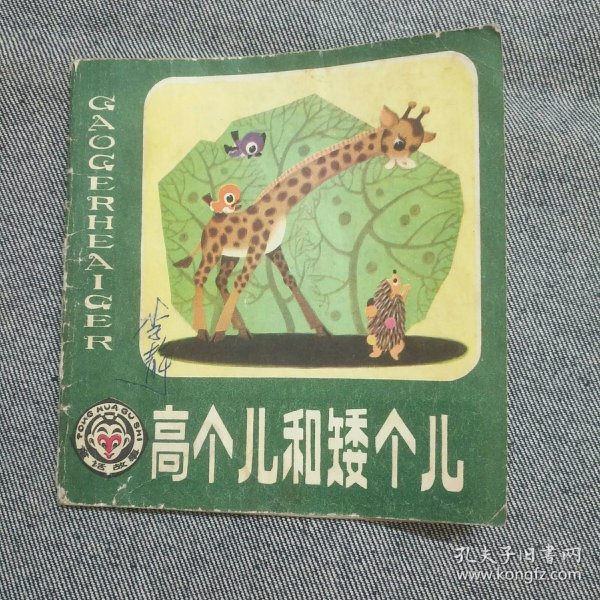 GAOGERHEAIGER
TONG HUA GU SHI
童话故事
高个儿和矮个儿
孔夫子旧书网
www.kongfz.com